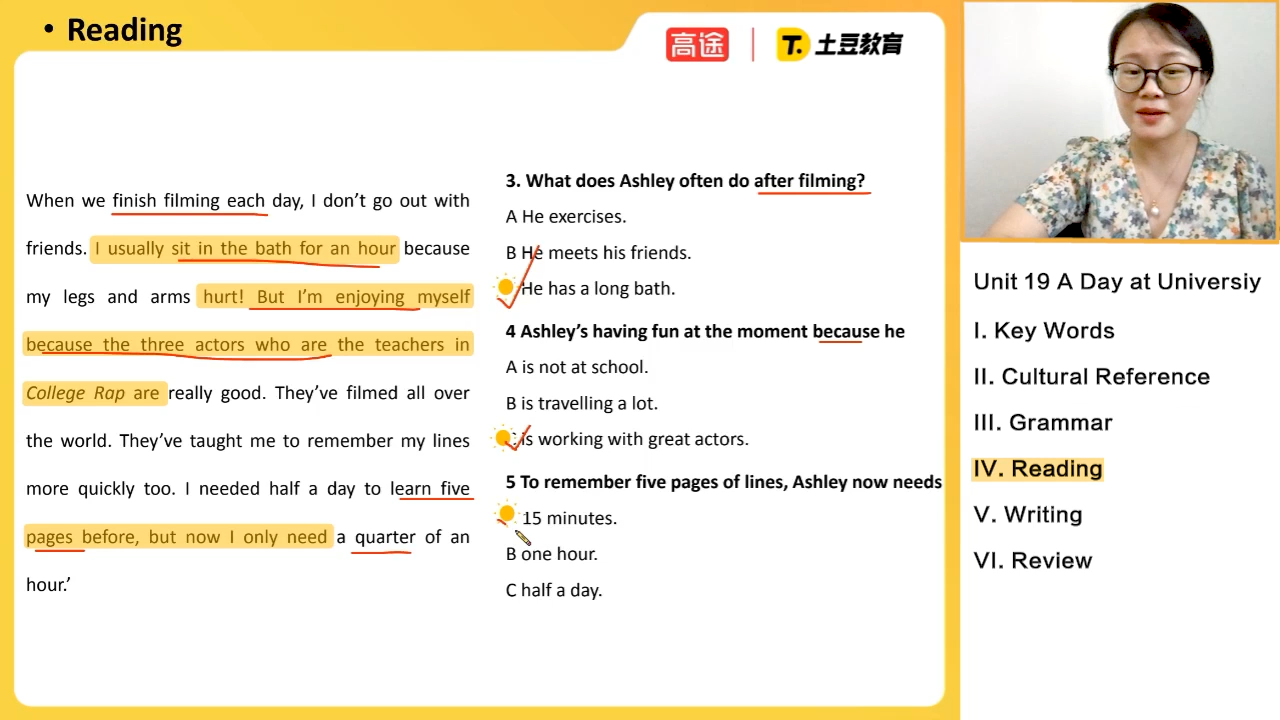 • Reading
高途
T. 土豆教育
When we finish filming each day, I don't go out with
friends. I usually sit in the bath for an hour because
my legs and arms hurt! But I'm enjoying myself
because the three actors who are the teachers in
College Rap are really good. They've filmed all over
the world. They've taught me to remember my lines
more quickly too. I needed half a day to learn five
pages before, but now I only need a quarter of an
hour.'
3. What does Ashley often do after filming?
A He exercises.
B He meets his friends.
He has a long bath.
4 Ashley's having fun at the moment because he
A is not at school.
B is travelling a lot.
is working with great actors.
5 To remember five pages of lines, Ashley now needs
15 minutes.
B one hour.
C half a day.
Unit 19 A Day at Universiy
I. Key Words
II. Cultural Reference
III. Grammar
IV. Reading
V. Writing
VI. Review